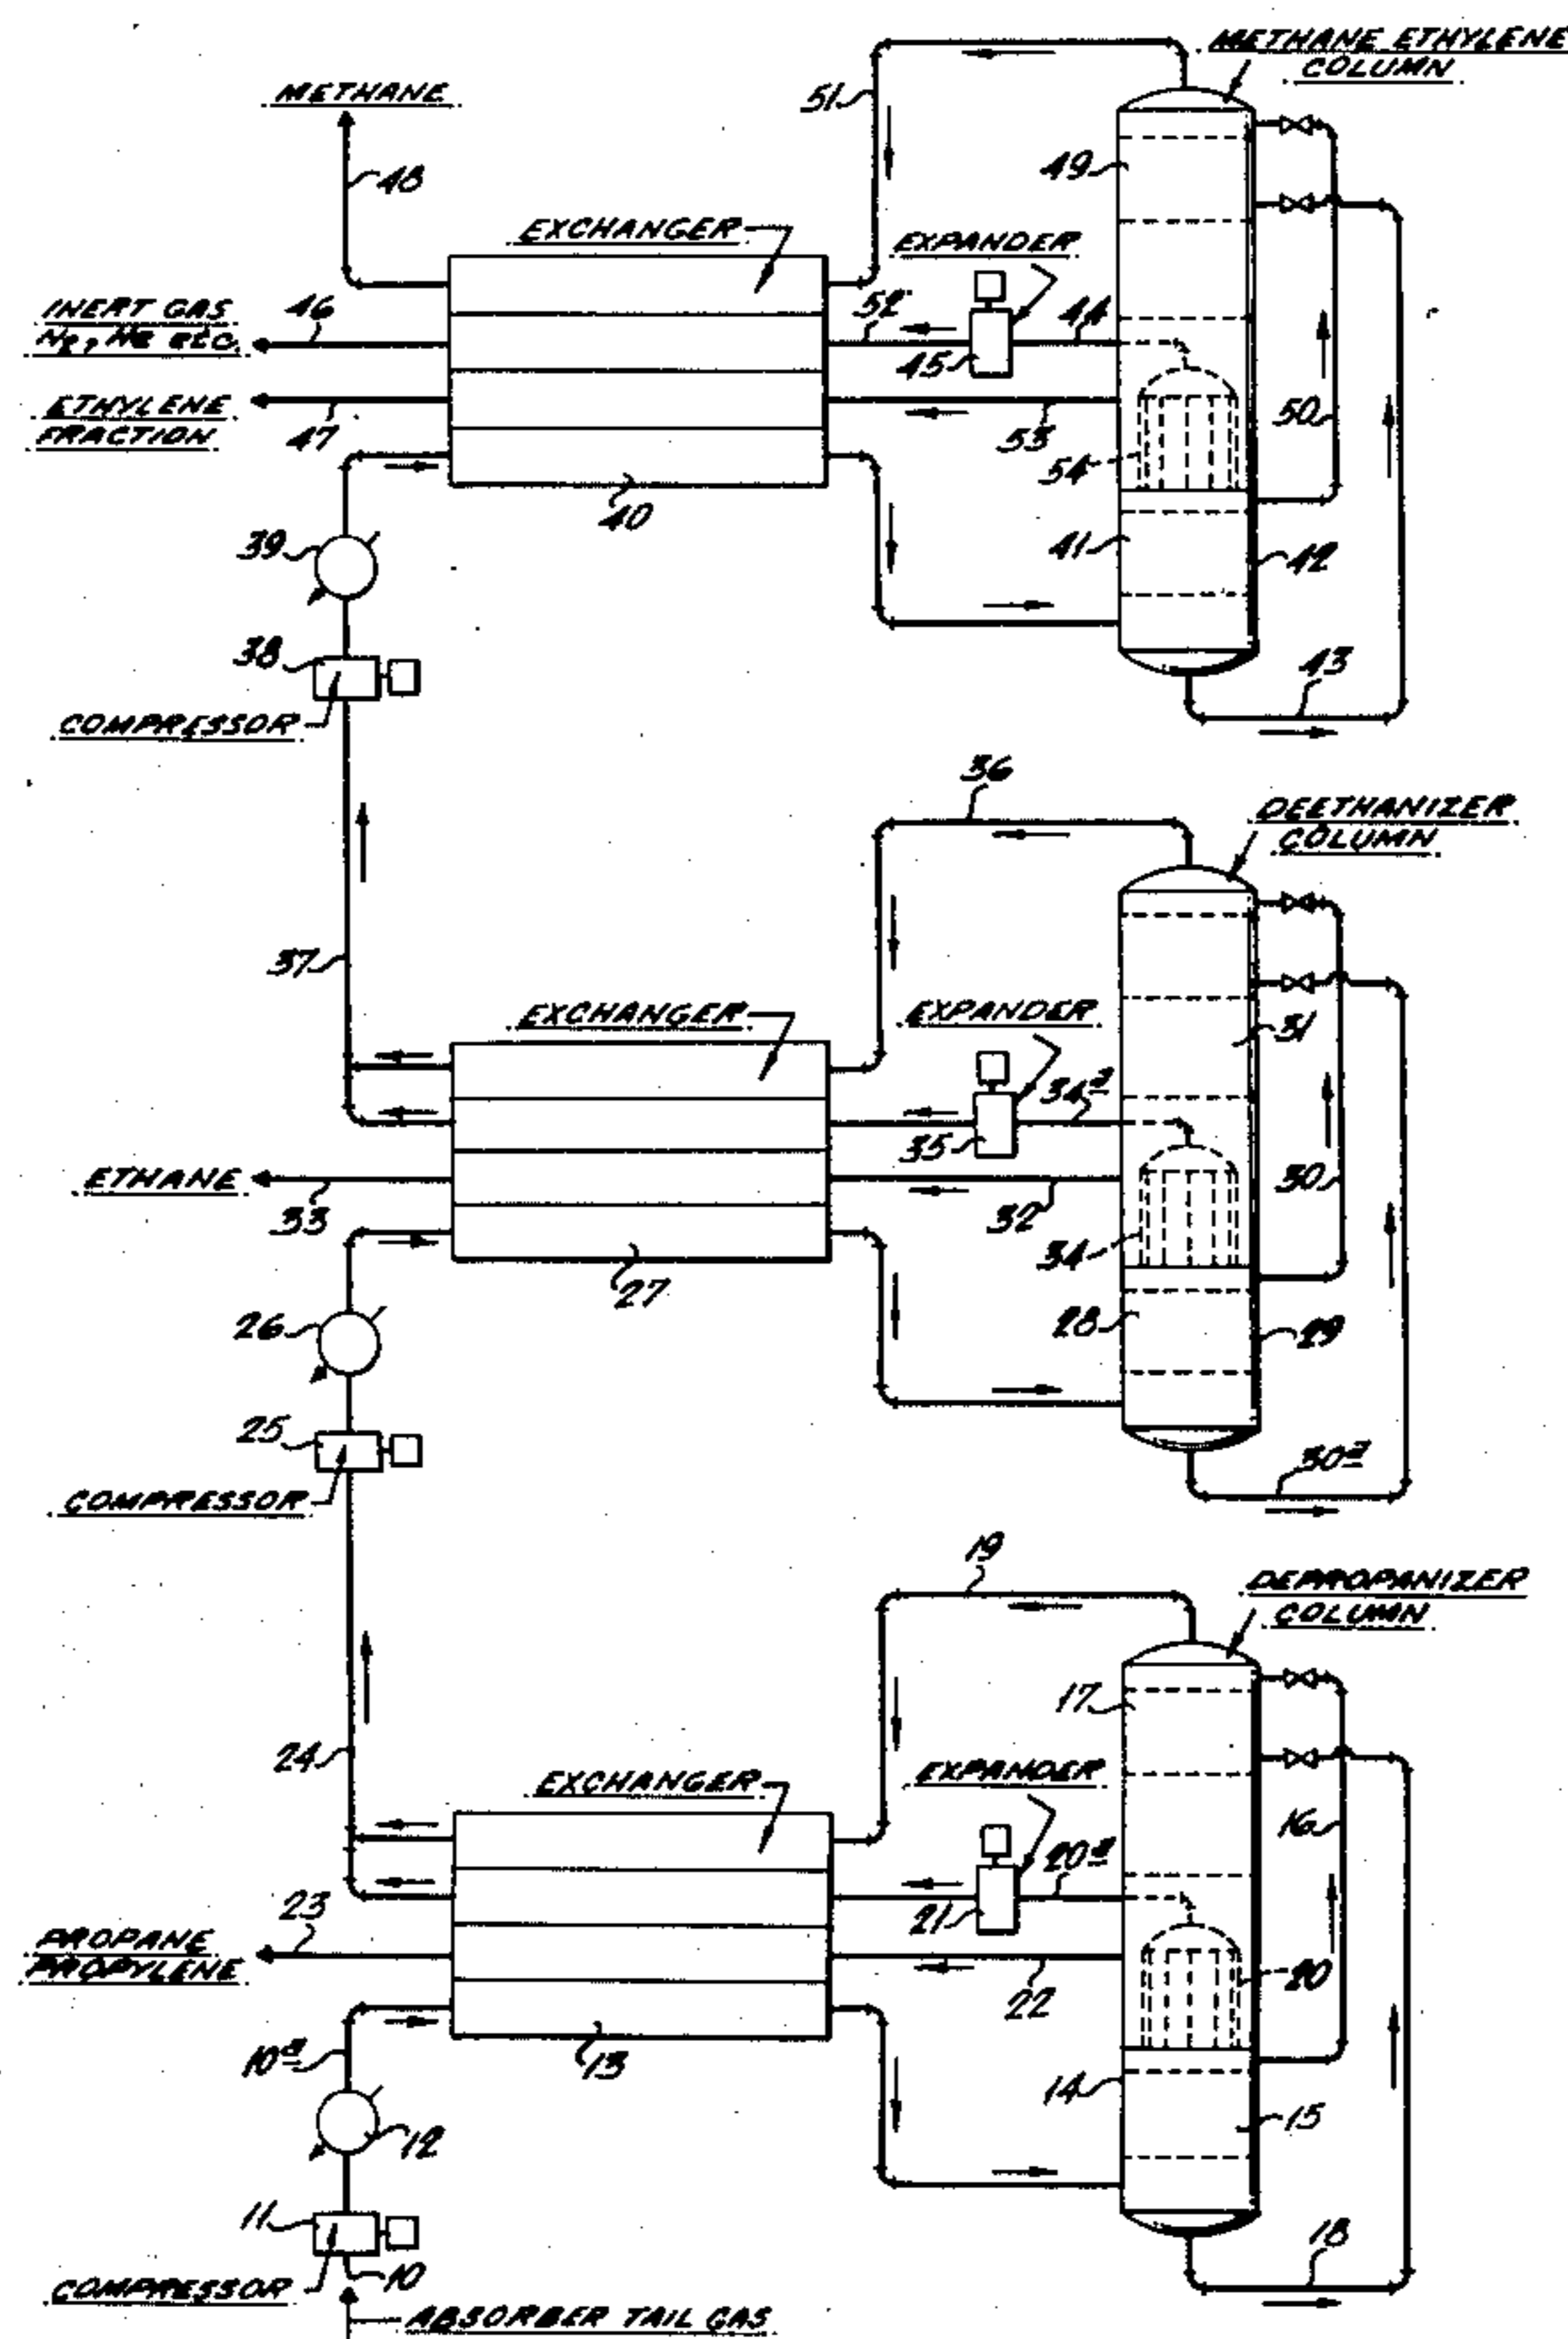 METHANE ETHYLENE
COLUMN
METHANE
51
48
49
EXCHANGER
EXPANDER
INERT GAS
N2, He etc.
46
52
44
45
ETHYLENE
FRACTION
47
53
50
54
40
39
41
42
38
43
COMPRESSOR
36
DEETHANIZER
COLUMN
37
EXCHANGER
EXPANDER
31
34a
35
ETHANE
33
32
30
34
27
26
28
29
25
30a
COMPRESSOR
19
DEPROPANIZER
COLUMN
17
24
EXCHANGER
EXPANDER
16
20a
23
21
PROPANE
PROPYLENE
22
20
10a
13
14
15
12
11
18
10
COMPRESSOR
ABSORBER TAIL GAS